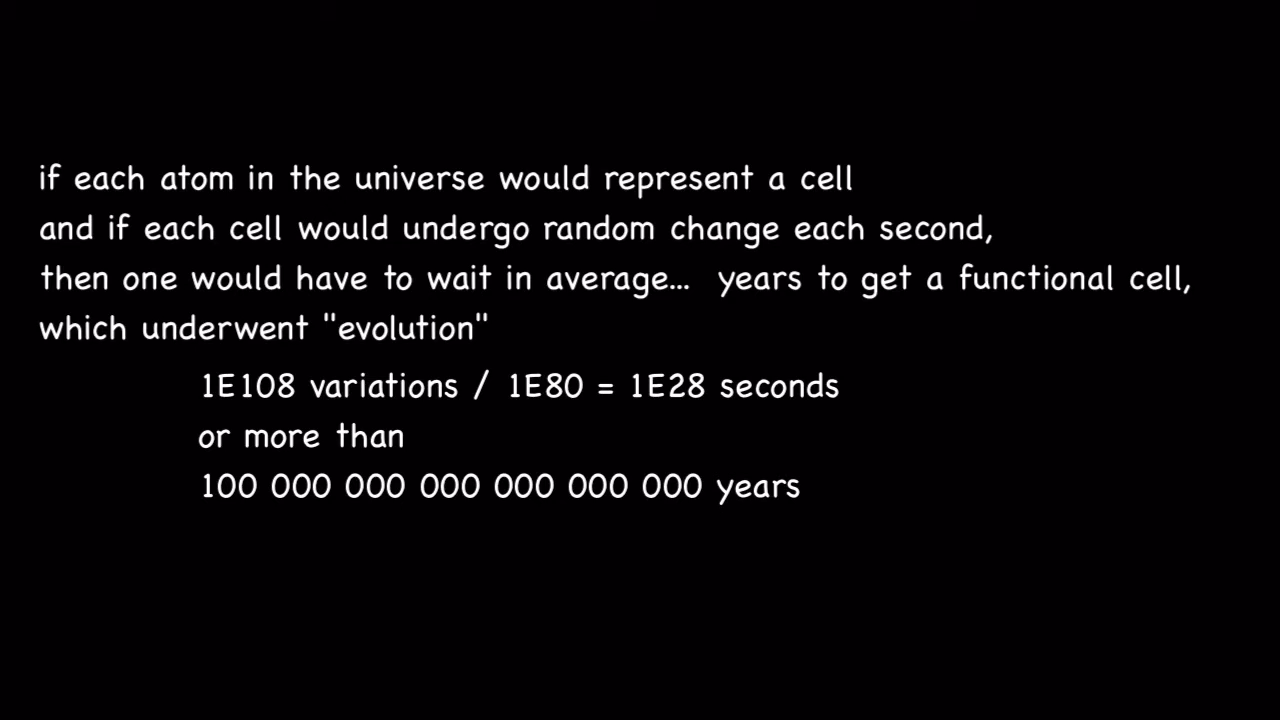 if each atom in the universe would represent a cell
and if each cell would undergo random change each second,
then one would have to wait in average... years to get a functional cell,
which underwent "evolution"
1E108 variations / 1E80 = 1E28 seconds
or more than
100 000 000 000 000 000 000 years